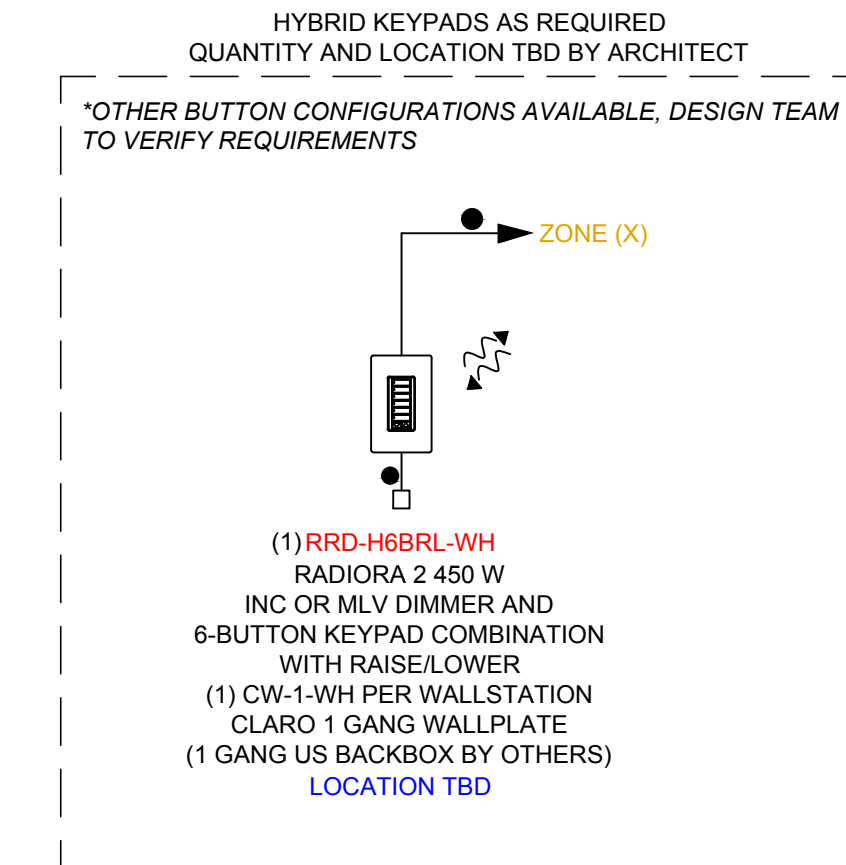 HYBRID KEYPADS AS REQUIRED
QUANTITY AND LOCATION TBD BY ARCHITECT
*OTHER BUTTON CONFIGURATIONS AVAILABLE, DESIGN TEAM
TO VERIFY REQUIREMENTS
ZONE (X)
(1) RRD-H6BRL-WH
RADIORA 2 450 W
INC OR MLV DIMMER AND
6-BUTTON KEYPAD COMBINATION
WITH RAISE/LOWER
(1) CW-1-WH PER WALLSTATION
CLARO 1 GANG WALLPLATE
(1 GANG US BACKBOX BY OTHERS)
LOCATION TBD